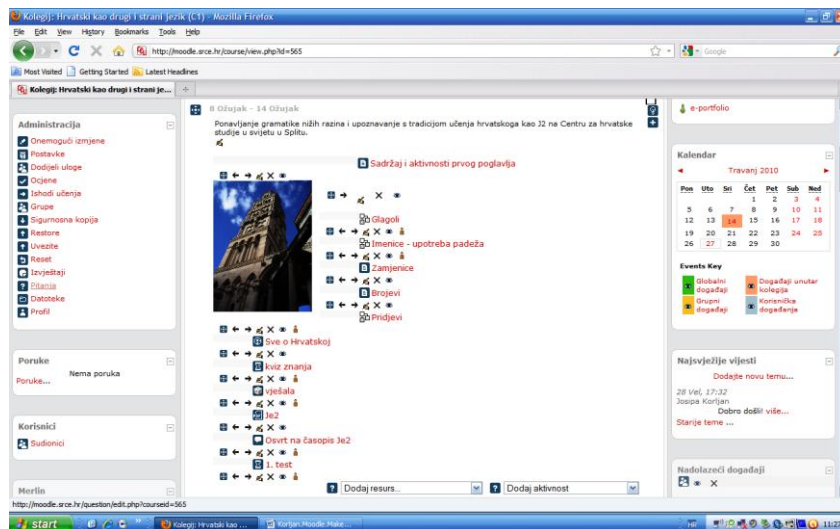 Kolegij: Hrvatski kao drugi i strani jezik (C1) - Mozilla Firefox
File Edit View History Bookmarks Tools Help
http://moodle.srce.hr/course/view.php?id=565
Google
Most Visited Getting Started Latest Headlines
Kolegij: Hrvatski kao drugi i strani je...
Administracija
Onemogući izmjene
Postavke
Dodijeli uloge
Ocjene
Ishodi učenja
Grupe
Sigurnosna kopija
Restore
Uvezite
Reset
Izvještaji
Pitanja
Datoteke
Profil
Poruke
Nema poruka
Poruke...
Korisnici
Sudionici
Merlin
8 Ožujak - 14 Ožujak
Ponavljanje gramatike nižih razina i upoznavanje s tradicijom učenja hrvatskoga kao J2 na Centru za hrvatske
studije u svijetu u Splitu.
Sadržaj i aktivnosti prvog poglavlja
Glagoli
Imenice - upotreba padeža
Zamjenice
Brojevi
Pridjevi
Sve o Hrvatskoj
kviz znanja
vješala
Je2
Osvrt na časopis Je2
1. test
Dodaj resurs...
Dodaj aktivnost
e-portfolio
Kalendar
Travanj 2010
Pon Uto Sri Čet Pet Sub Ned
1 2 3 4
5 6 7 8 9 10 11
12 13 14 15 16 17 18
19 20 21 22 23 24 25
26 27 28 29 30
Events Key
Globalni događaji
Događaji unutar kolegija
Grupni događaji
Korisnička događanja
Najsvježije vijesti
Dodajte novu temu...
28 Vel, 17:32
Josipa Korljan
Dobro došli! više...
Starije teme ...
Nadolazeći događaji
http://moodle.srce.hr/question/edit.php?courseid=565
start
Kolegij: Hrvatski kao ...
Korljan.Moodle.Make...
HR